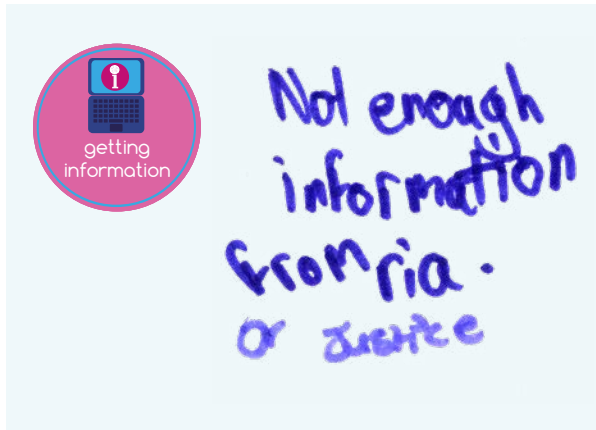 i
getting
information
Not enough
information
from ria.
or Justice